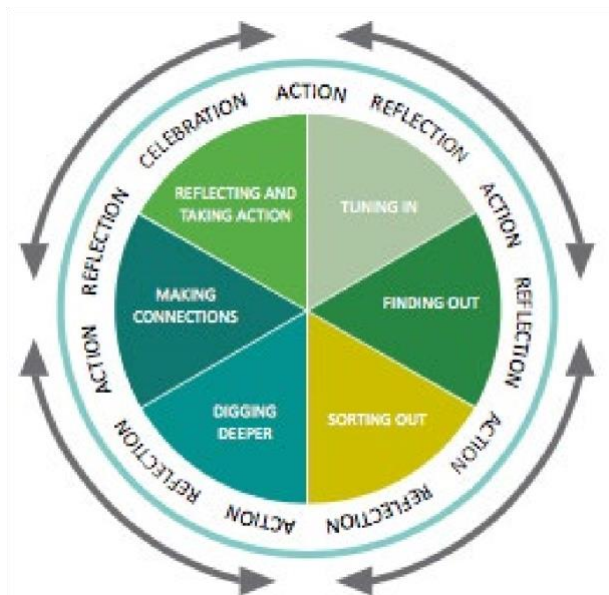 ACTION
REFLECTION
ACTION
REFLECTION
ACTION
REFLECTION
ACTION
REFLECTION
ACTION
REFLECTION
CELEBRATION
TUNING IN
FINDING OUT
SORTING OUT
DIGGING
DEEPER
MAKING
CONNECTIONS
REFLECTING AND
TAKING ACTION